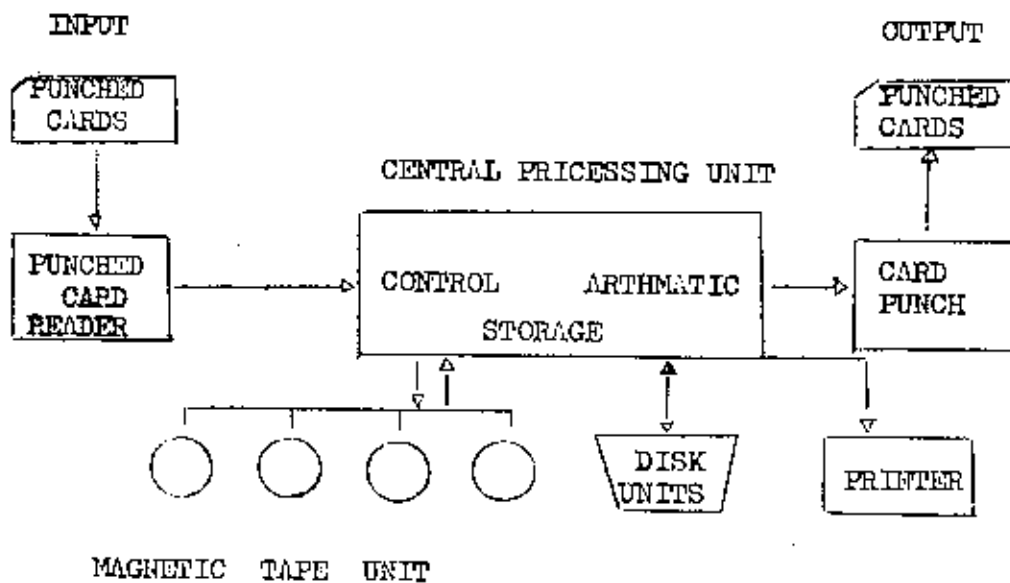 INPUT
OUTPUT
PUNCHED
CARDS
PUNCHED
CARDS
CENTRAL PRICESSING UNIT
PUNCHED
CARD
READER
CONTROL ARTHMATIC
STORAGE
CARD
PUNCH
DISK
UNITS
PRINTER
MAGNETIC TAPE UNIT